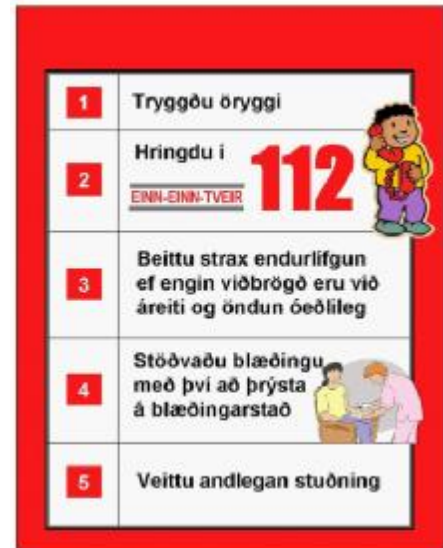 1
Tryggðu öryggi
2
Hringdu í
EINN-EINN-TVEIR
112
3
Beittu strax endurlífgun
ef engin viðbrögð eru við
áreiti og öndun óeðlileg
4
Stöðvaðu blæðingu
með því að þrýsta
á blæðingarstað
5
Veittu andlegan stuðning